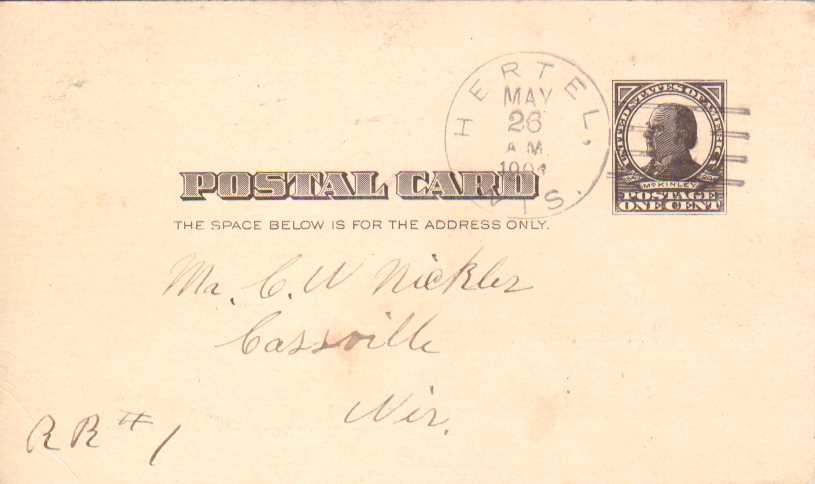 HERTEL,
WIS.
MAY
26
A M
UNITED STATES OF AMERICA
McKINLEY
POSTAGE
ONE CENT
POSTAL CARD
THE SPACE BELOW IS FOR THE ADDRESS ONLY.
Mr. C. W Nickler
Cassville
Wis.
RR # 1